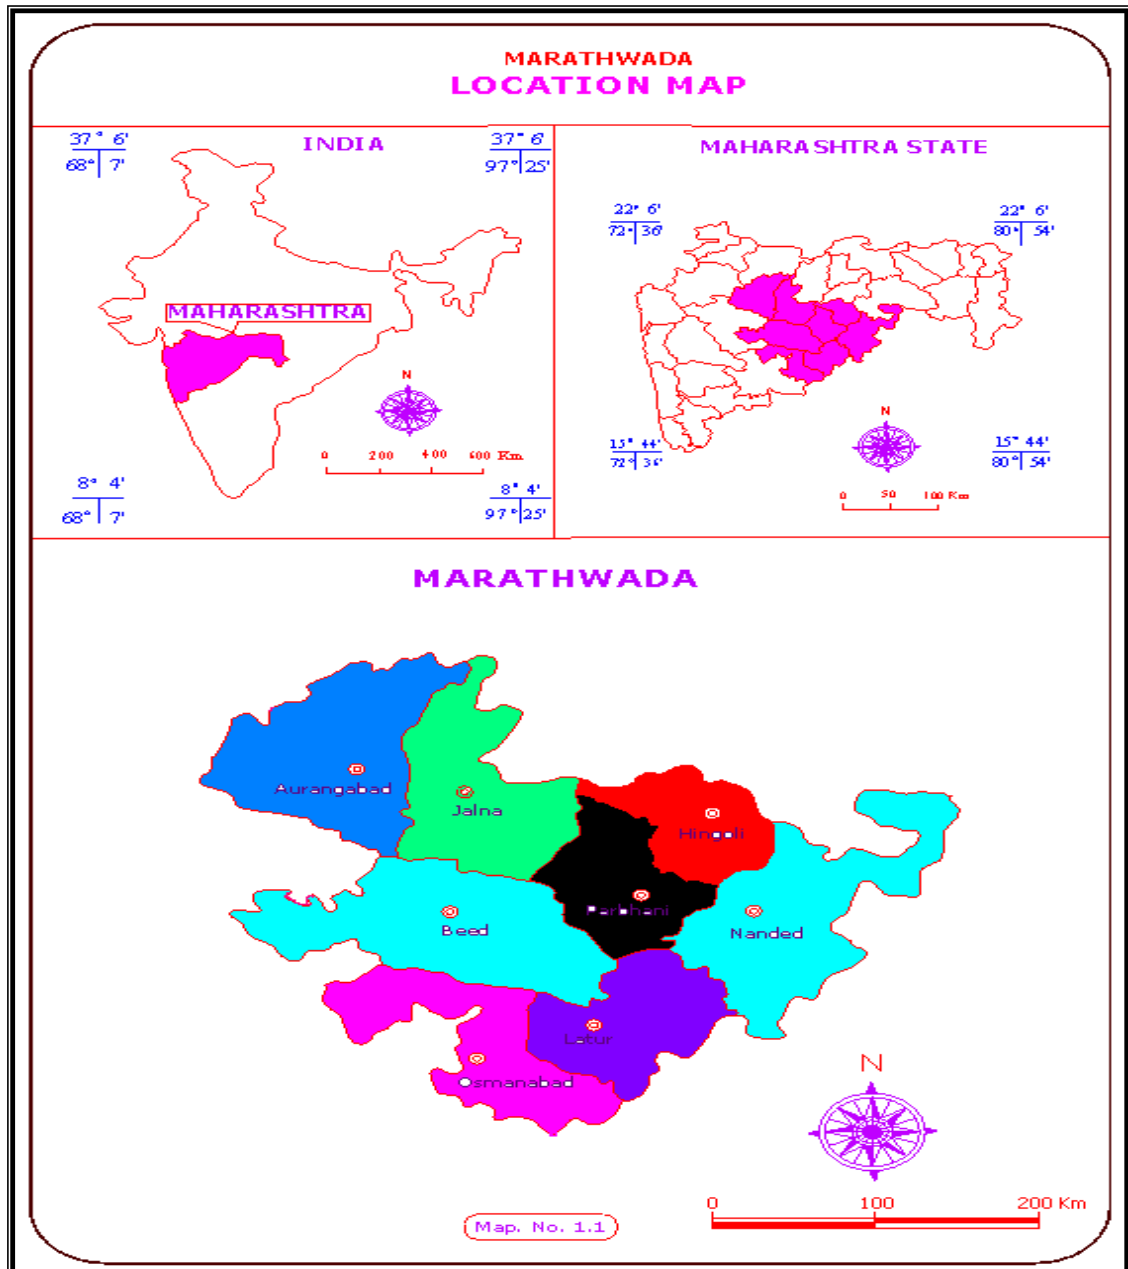 MARATHWADA
LOCATION MAP
INDIA
37° 6'
68° 7'
37° 6'
97° 25'
MAHARASHTRA
N
0 200 400 600 Km
8° 4'
68° 7'
8° 4'
97° 25'
MAHARASHTRA STATE
22° 6'
72° 36'
22° 6'
80° 54'
N
15° 44'
72° 36'
15° 44'
80° 54'
0 50 100 Km
MARATHWADA
Aurangabad
Jalna
Hingoli
Parbhani
Beed
Nanded
Latur
Osmanabad
N
0 100 200 Km
Map. No. 1.1